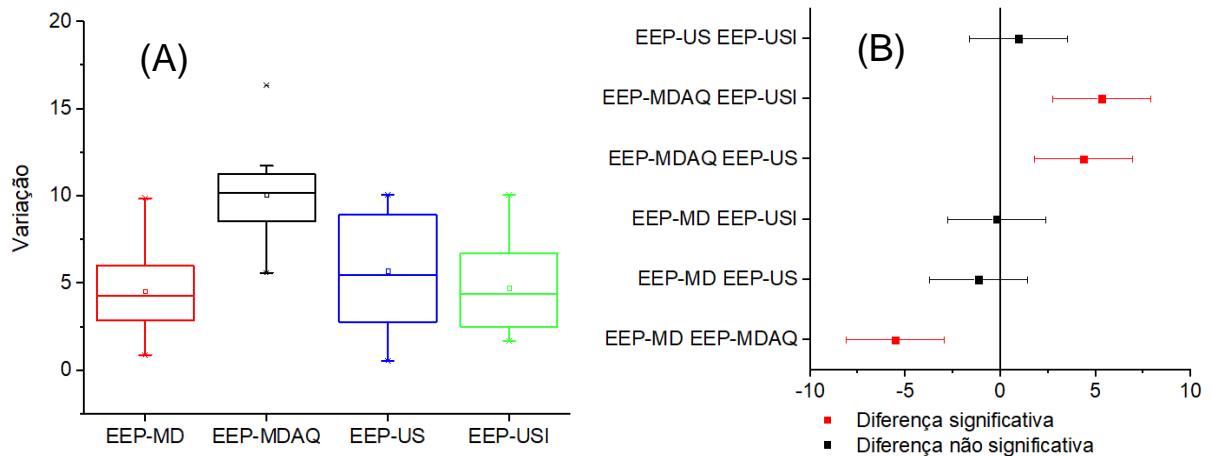 (A)
20
15
10
5
0
Variação
EEP-MD EEP-MDAQ EEP-US EEP-USI
(B)
EEP-US EEP-USI
EEP-MDAQ EEP-USI
EEP-MDAQ EEP-US
EEP-MD EEP-USI
EEP-MD EEP-US
EEP-MD EEP-MDAQ
-10 -5 0 5 10
Diferença significativa
Diferença não significativa